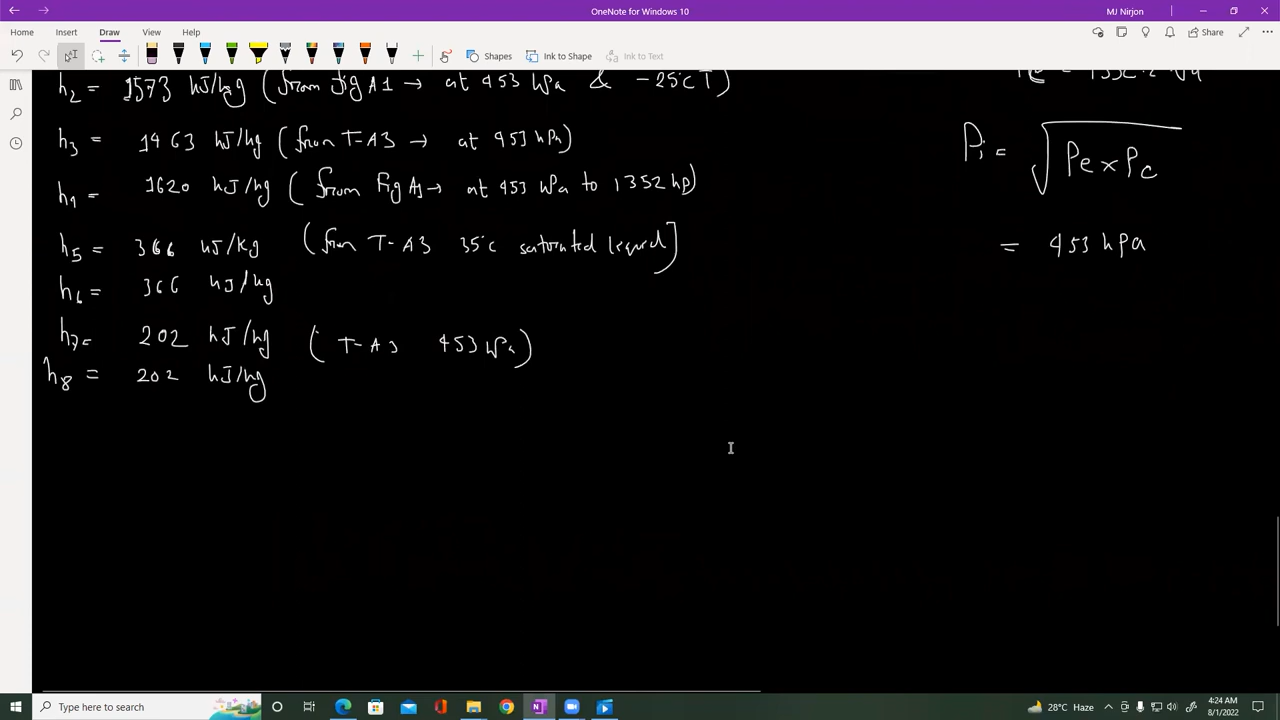 OneNote for Windows 10
MJ Nirjon
Home Insert Draw View Help
Shapes Ink to Shape Ink to Text
Share
h2 = 1573 kJ/kg (from fig A1 → at 453 kPa & -25°C T)
h3 = 1463 kJ/kg (from T-A3 → at 453 kPa)
h4 = 1620 kJ/kg (from Fig A1 → at 453 kPa to 1352 kp)
h5 = 366 kJ/kg (from T-A3 35°c saturated liquid)
h6 = 366 kJ/kg
h7 = 202 kJ/kg (T-A3 453 kPa)
h8 = 202 kJ/kg
Pi = √Pe x Pc
= 453 kPa
Type here to search
28°C Haze
4:24 AM
8/1/2022